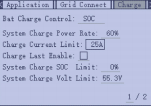 Application Grid Connect Charge
Bat Charge Control: SOC
System Charge Power Rate: 60%
Charge Current Limit: 25A
Charge Last Enable:
System Charge SOC Limit: 0%
System Charge Volt Limit: 55.3V
1 / 2